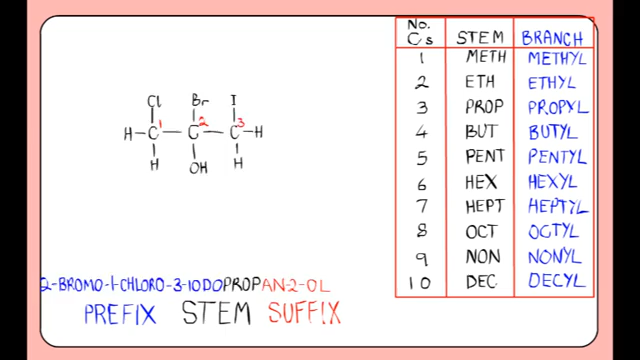 No. Cs STEM BRANCH
1 METH METHYL
2 ETH ETHYL
3 PROP PROPYL
4 BUT BUTYL
5 PENT PENTYL
6 HEX HEXYL
7 HEPT HEPTYL
8 OCT OCTYL
9 NON NONYL
10 DEC DECYL
Cl Br I
H-C1-C2-C3-H
H OH H
2-BROMO-1-CHLORO-3-IODOPROPAN-2-OL
PREFIX STEM SUFFIX